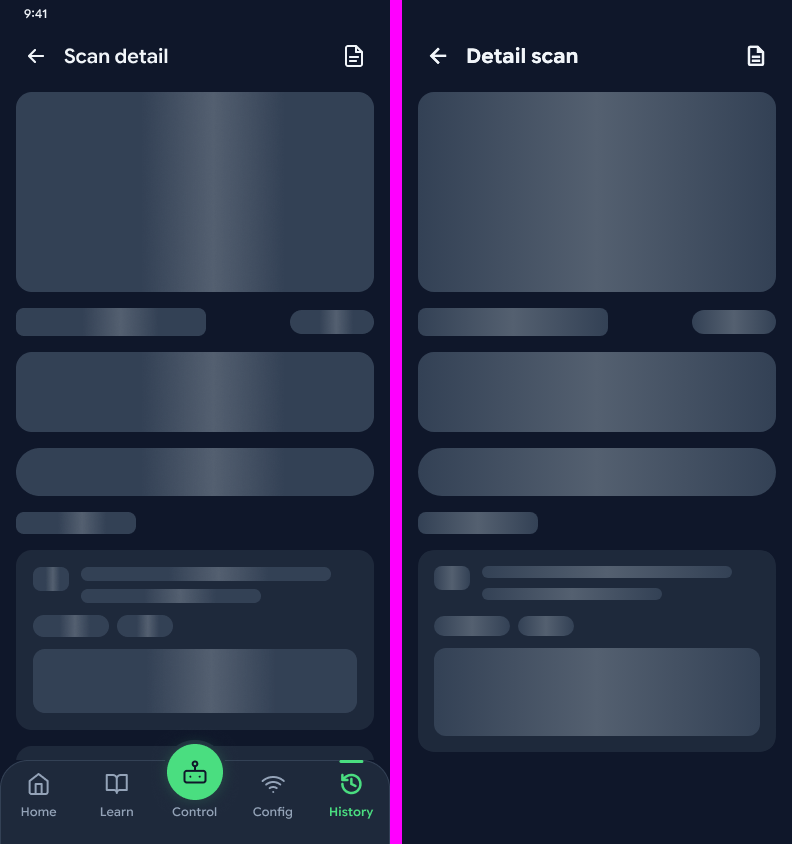 9:41
Scan detail
Home
Learn
Control
Config
History
Detail scan